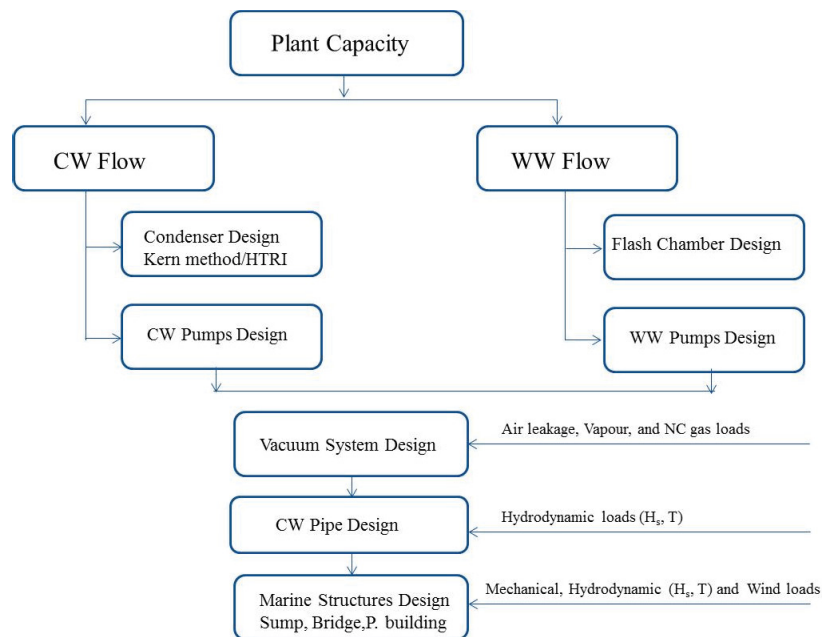 Plant Capacity
CW Flow
WW Flow
Condenser Design
Kern method/HTRI
Flash Chamber Design
CW Pumps Design
WW Pumps Design
Vacuum System Design
Air leakage, Vapour, and NC gas loads
CW Pipe Design
Hydrodynamic loads (Hs, T)
Marine Structures Design
Sump, Bridge,P. building
Mechanical, Hydrodynamic (Hs, T) and Wind loads